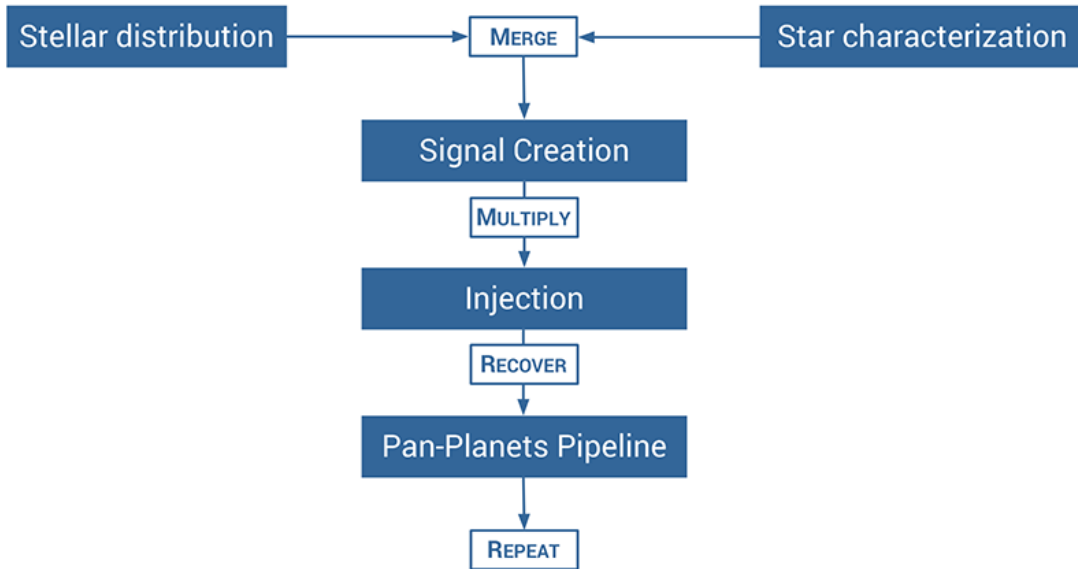 Stellar distribution
MERGE
Star characterization
Signal Creation
MULTIPLY
Injection
RECOVER
Pan-Planets Pipeline
REPEAT